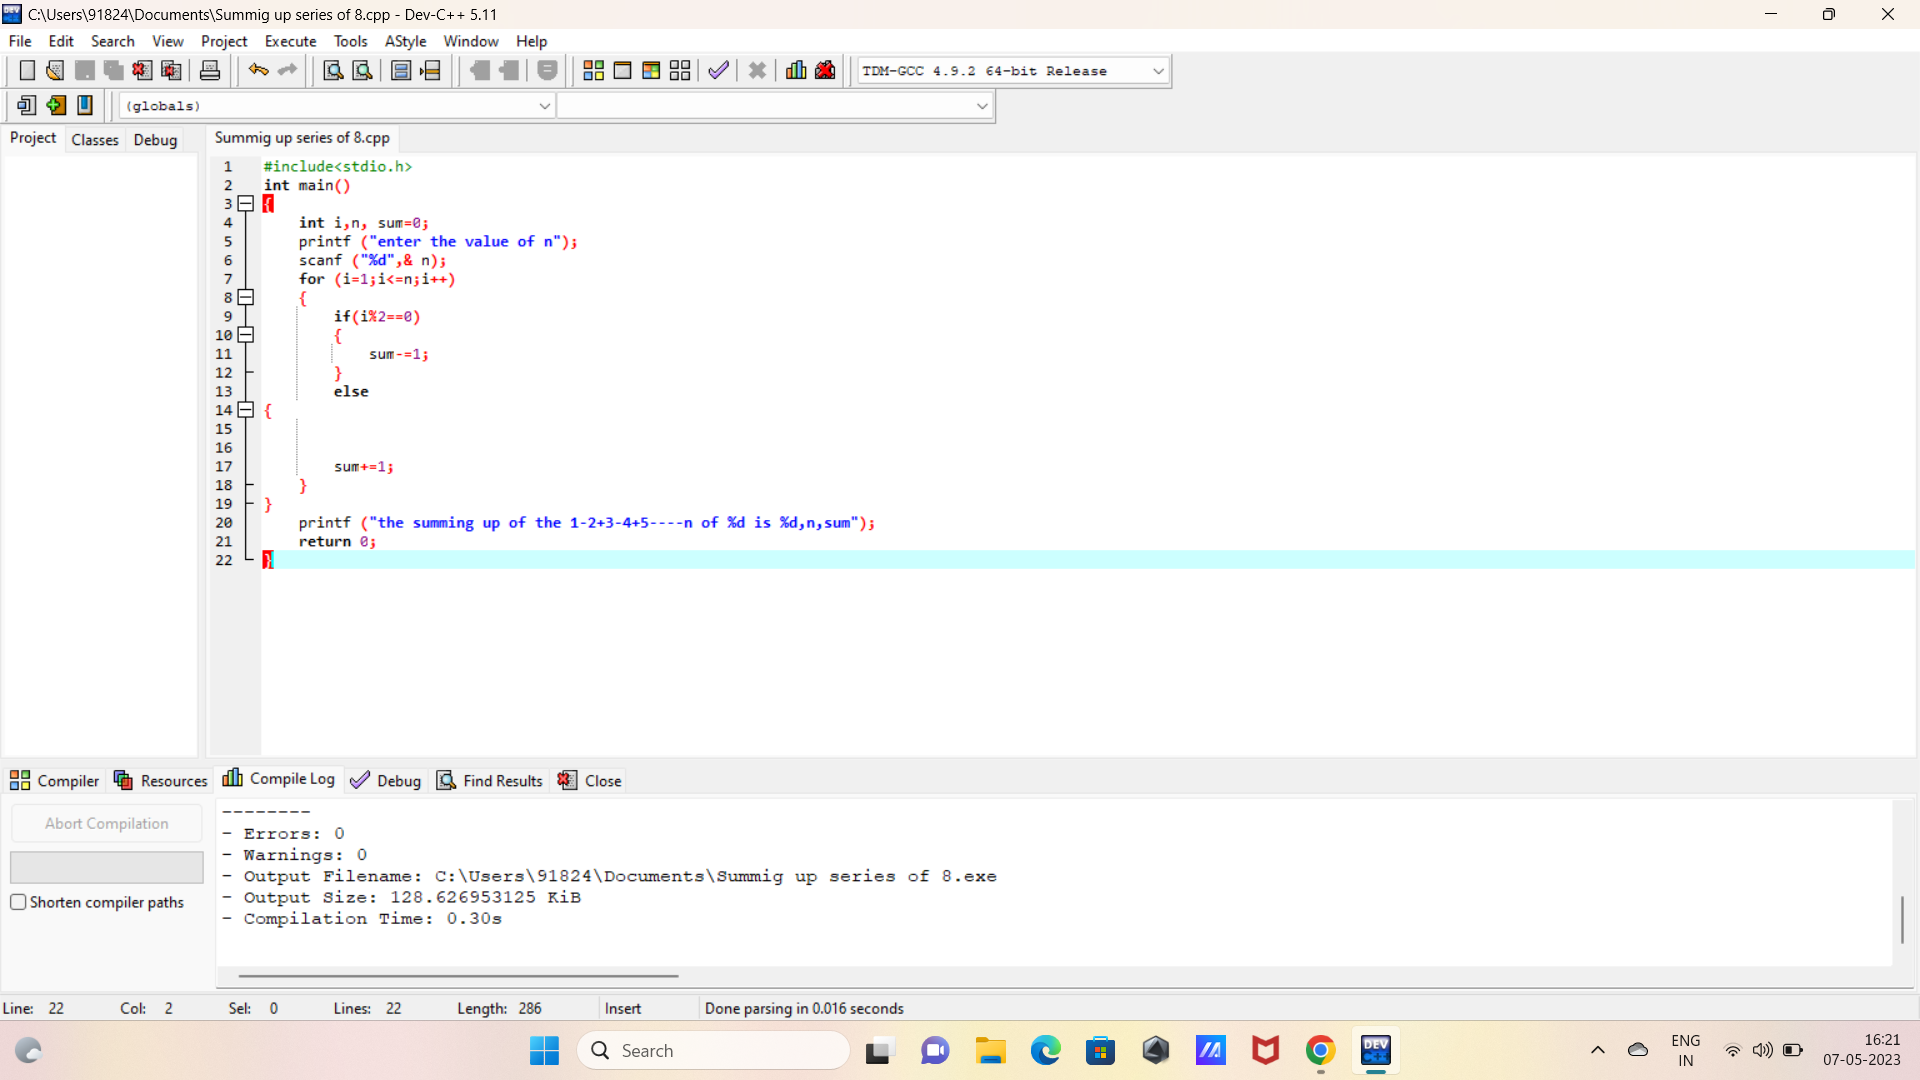 C:\Users\91824\Documents\Summig up series of 8.cpp - Dev-C++ 5.11
File Edit Search View Project Execute Tools AStyle Window Help
TDM-GCC 4.9.2 64-bit Release
(globals)
Project Classes Debug
Summig up series of 8.cpp
1 #include<stdio.h>
2 int main()
3 {
4 int i,n, sum=0;
5 printf ("enter the value of n");
6 scanf ("%d",& n);
7 for (i=1;i<=n;i++)
8 {
9 if(i%2==0)
10 {
11 sum-=1;
12 }
13 else
14 {
15
16
17 sum+=1;
18 }
19 }
20 printf ("the summing up of the 1-2+3-4+5----n of %d is %d,n,sum");
21 return 0;
22 }
Compiler Resources Compile Log Debug Find Results Close
Abort Compilation
Shorten compiler paths
--------
- Errors: 0
- Warnings: 0
- Output Filename: C:\Users\91824\Documents\Summig up series of 8.exe
- Output Size: 128.626953125 KiB
- Compilation Time: 0.30s
Line: 22 Col: 2 Sel: 0 Lines: 22 Length: 286 Insert Done parsing in 0.016 seconds
Search
DEV
C++
ENG
IN
16:21
07-05-2023